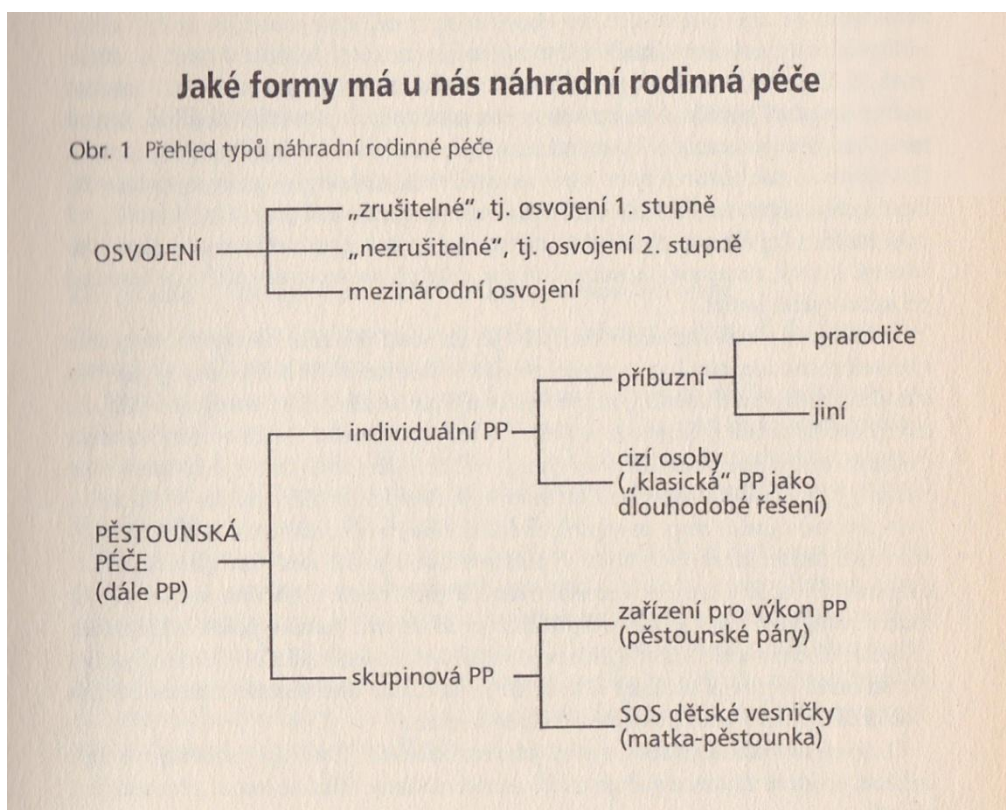 Jaké formy má u nás náhradní rodinná péče
Obr. 1 Přehled typů náhradní rodinné péče
OSVOJENÍ
„zrušitelné“, tj. osvojení 1. stupně
„nezrušitelné“, tj. osvojení 2. stupně
mezinárodní osvojení
PĚSTOUNSKÁ
PÉČE
(dále PP)
individuální PP
příbuzní
prarodiče
jiní
cizí osoby
(„klasická“ PP jako
dlouhodobé řešení)
skupinová PP
zařízení pro výkon PP
(pěstounské páry)
SOS dětské vesničky
(matka-pěstounka)